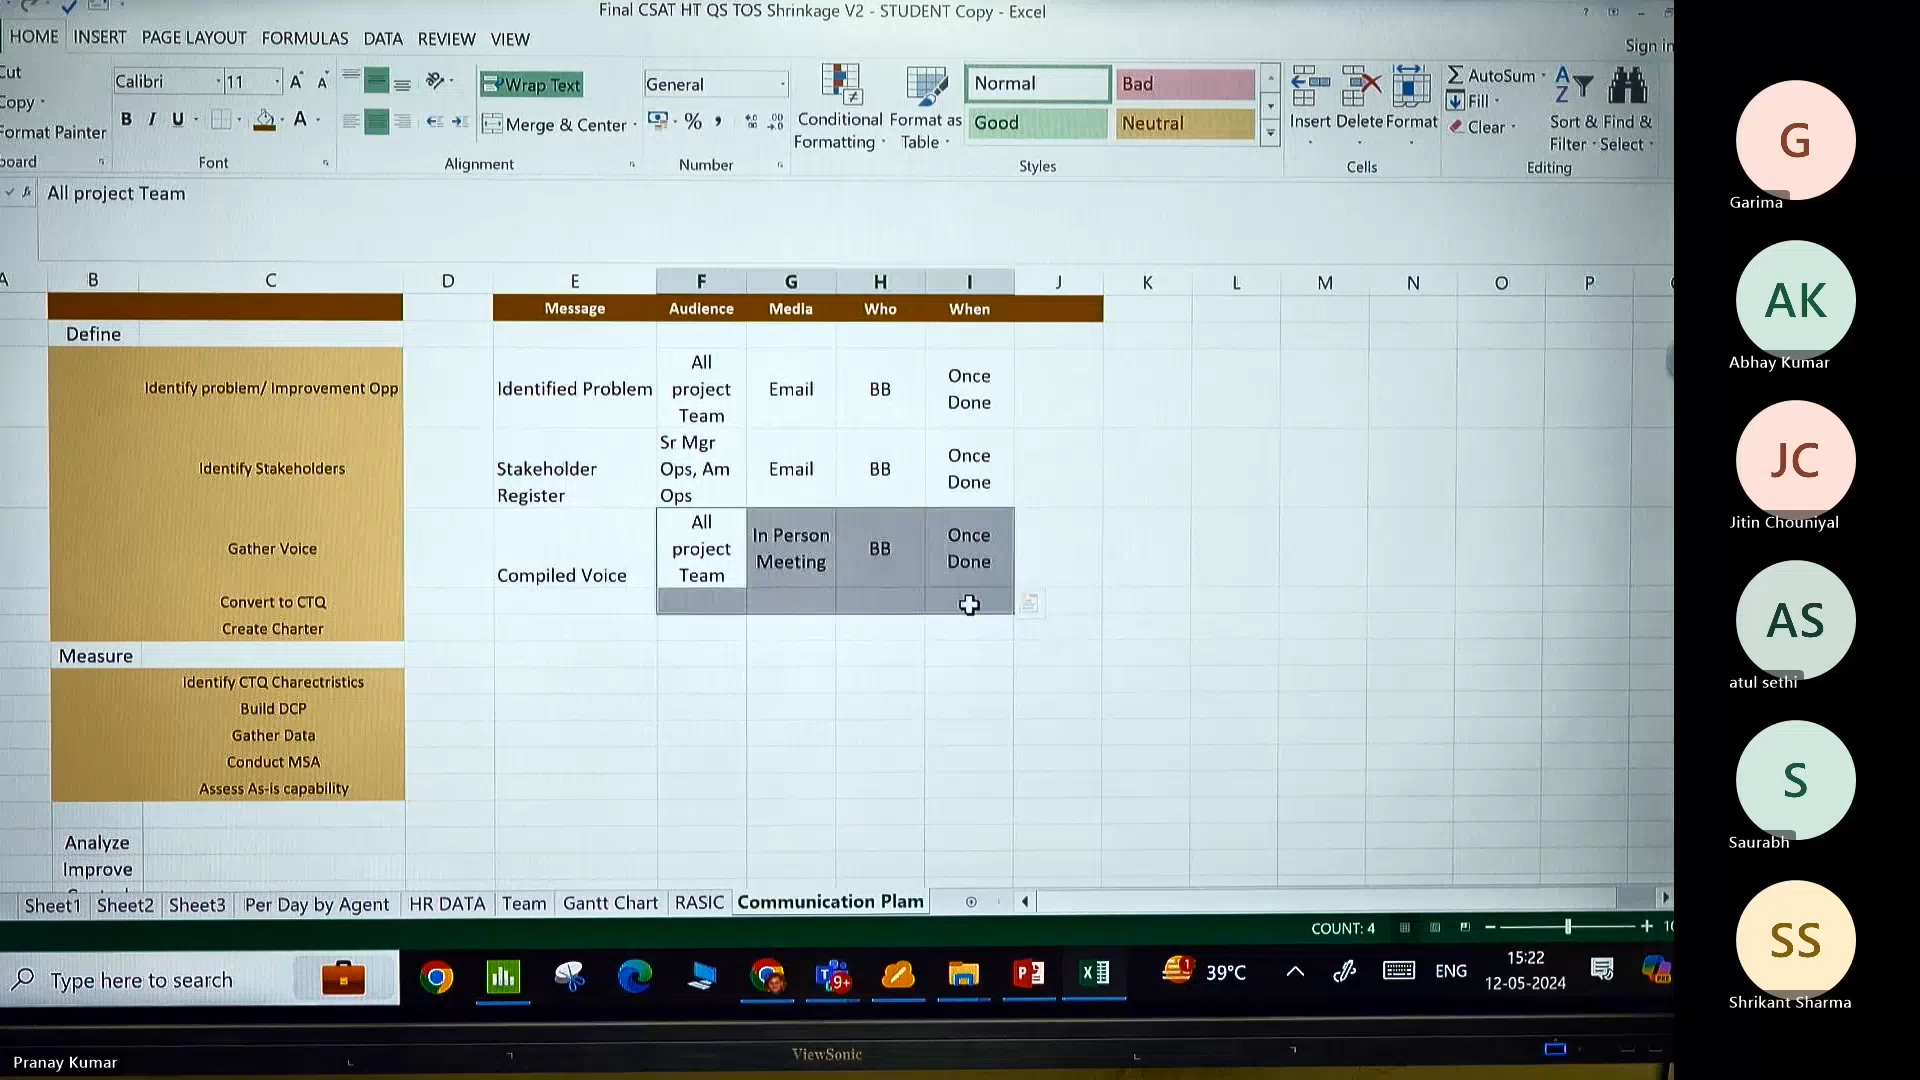 Final CSAT HT QS TOS Shrinkage V2 - STUDENT Copy - Excel
HOME INSERT PAGE LAYOUT FORMULAS DATA REVIEW VIEW
Sign in
Cut
Copy
Format Painter
Calibri 11
Wrap Text
General
Normal
Bad
AutoSum
Fill
Clear
B I U
Merge & Center
%
Conditional Formatting
Format as Table
Good
Neutral
Insert Delete Format
Sort & Filter
Find & Select
board
Font
Alignment
Number
Styles
Cells
Editing
fx All project Team
A B C D E F G H I J K L M N O P
Message Audience Media Who When
Define
Identify problem/ Improvement Opp
Identified Problem
All project Team
Email
BB
Once Done
Identify Stakeholders
Stakeholder Register
Sr Mgr Ops, Am Ops
Email
BB
Once Done
Gather Voice
Compiled Voice
All project Team
In Person Meeting
BB
Once Done
Convert to CTQ
Create Charter
Measure
Identify CTQ Charectristics
Build DCP
Gather Data
Conduct MSA
Assess As-is capability
Analyze
Improve
Sheet1 Sheet2 Sheet3 Per Day by Agent HR DATA Team Gantt Chart RASIC Communication Plam
COUNT: 4
10
Type here to search
9+
39°C
ENG
15:22
12-05-2024
ViewSonic
Pranay Kumar
G
Garima
AK
Abhay Kumar
JC
Jitin Chouniyal
AS
atul sethi
S
Saurabh
SS
Shrikant Sharma